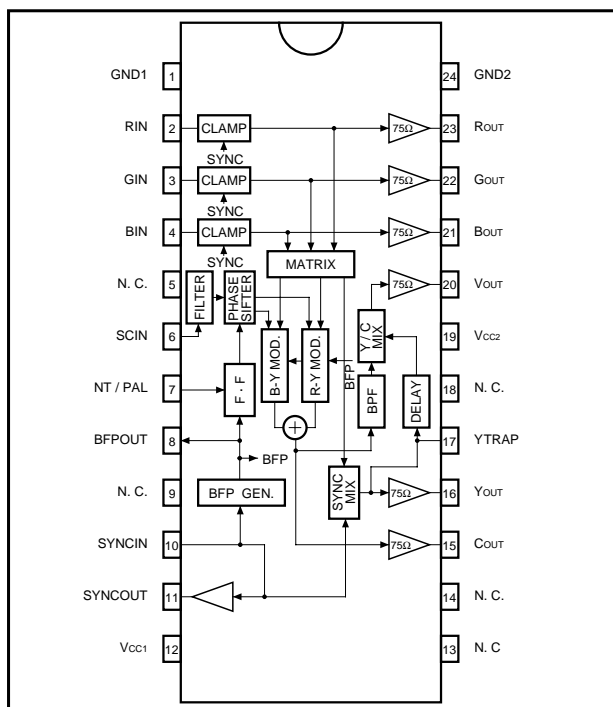 GND1 1 24 GND2
RIN 2 CLAMP 75Ω 23 ROUT
SYNC
GIN 3 CLAMP 75Ω 22 GOUT
SYNC
BIN 4 CLAMP 75Ω 21 BOUT
SYNC
MATRIX
N. C. 5 75Ω 20 VOUT
FILTER
PHASE
SIFTER
SCIN 6 19 VCC2
B-Y MOD.
R-Y MOD.
BFP
Y / C
MIX
NT / PAL 7 18 N. C.
F · F
BPF
DELAY
BFPOUT 8 17 YTRAP
+
BFP
N. C. 9 75Ω 16 YOUT
BFP GEN.
SYNC
MIX
SYNCIN 10 75Ω 15 COUT
SYNCOUT 11 14 N. C.
VCC1 12 13 N. C